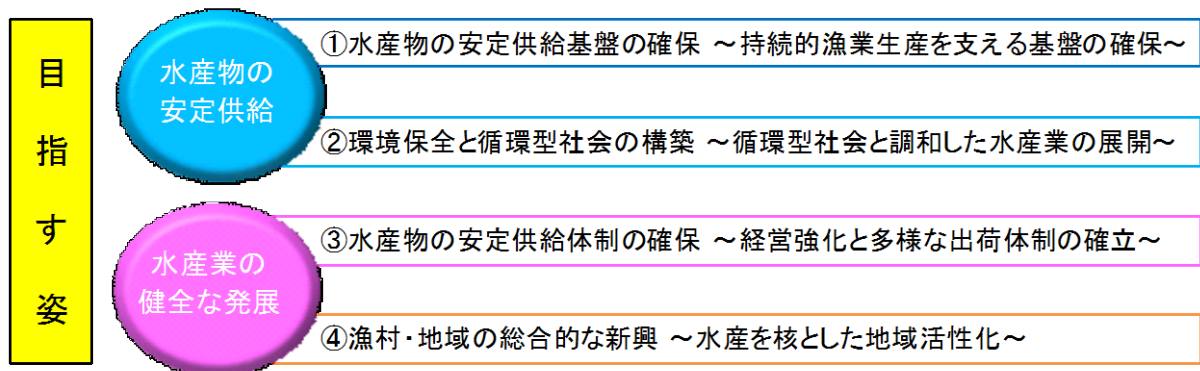 目指す姿
水産物の
安定供給
①水産物の安定供給基盤の確保 ～持続的漁業生産を支える基盤の確保～
②環境保全と循環型社会の構築 ～循環型社会と調和した水産業の展開～
水産業の
健全な発展
③水産物の安定供給体制の確保 ～経営強化と多様な出荷体制の確立～
④漁村・地域の総合的な新興 ～水産を核とした地域活性化～